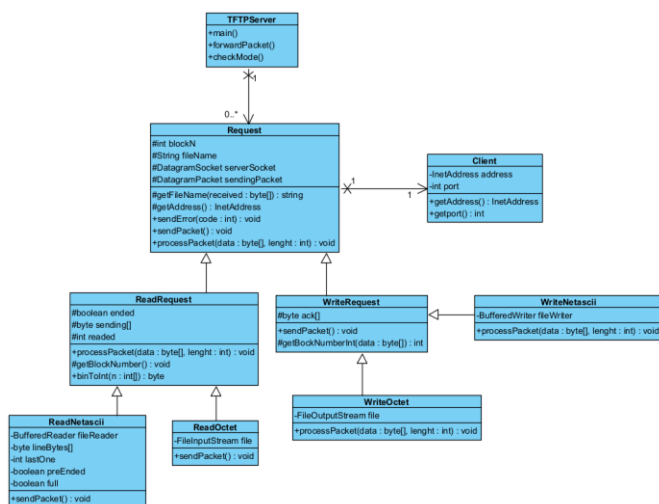 TFTPServer
+main()
+forwardPacket()
+checkMode()
1
0..*
Request
#int blockN
#String fileName
#DatagramSocket serverSocket
#DatagramPacket sendingPacket
#getFileName(received : byte[]) : string
#getAddress() : InetAddress
+sendError(code : int) : void
+sendPacket() : void
+processPacket(data : byte[], lenght : int) : void
1
1
Client
-InetAddress address
-int port
+getAddress() : InetAddress
+getport() : int
ReadRequest
#boolean ended
#byte sending[]
#int readed
+processPacket(data : byte[], lenght : int) : void
#getBlockNumber() : void
+binToInt(n : int[]) : byte
WriteRequest
#byte ack[]
+sendPacket() : void
#getBockNumberInt(data : byte[]) : int
WriteNetascii
-BufferedWriter fileWriter
+processPacket(data : byte[], lenght : int) : void
ReadNetascii
-BufferedReader fileReader
-byte lineBytes[]
-int lastOne
-boolean preEnded
-boolean full
+sendPacket() : void
ReadOctet
-FileInputStream file
+sendPacket() : void
WriteOctet
-FileOutputStream file
+processPacket(data : byte[], lenght : int) : void